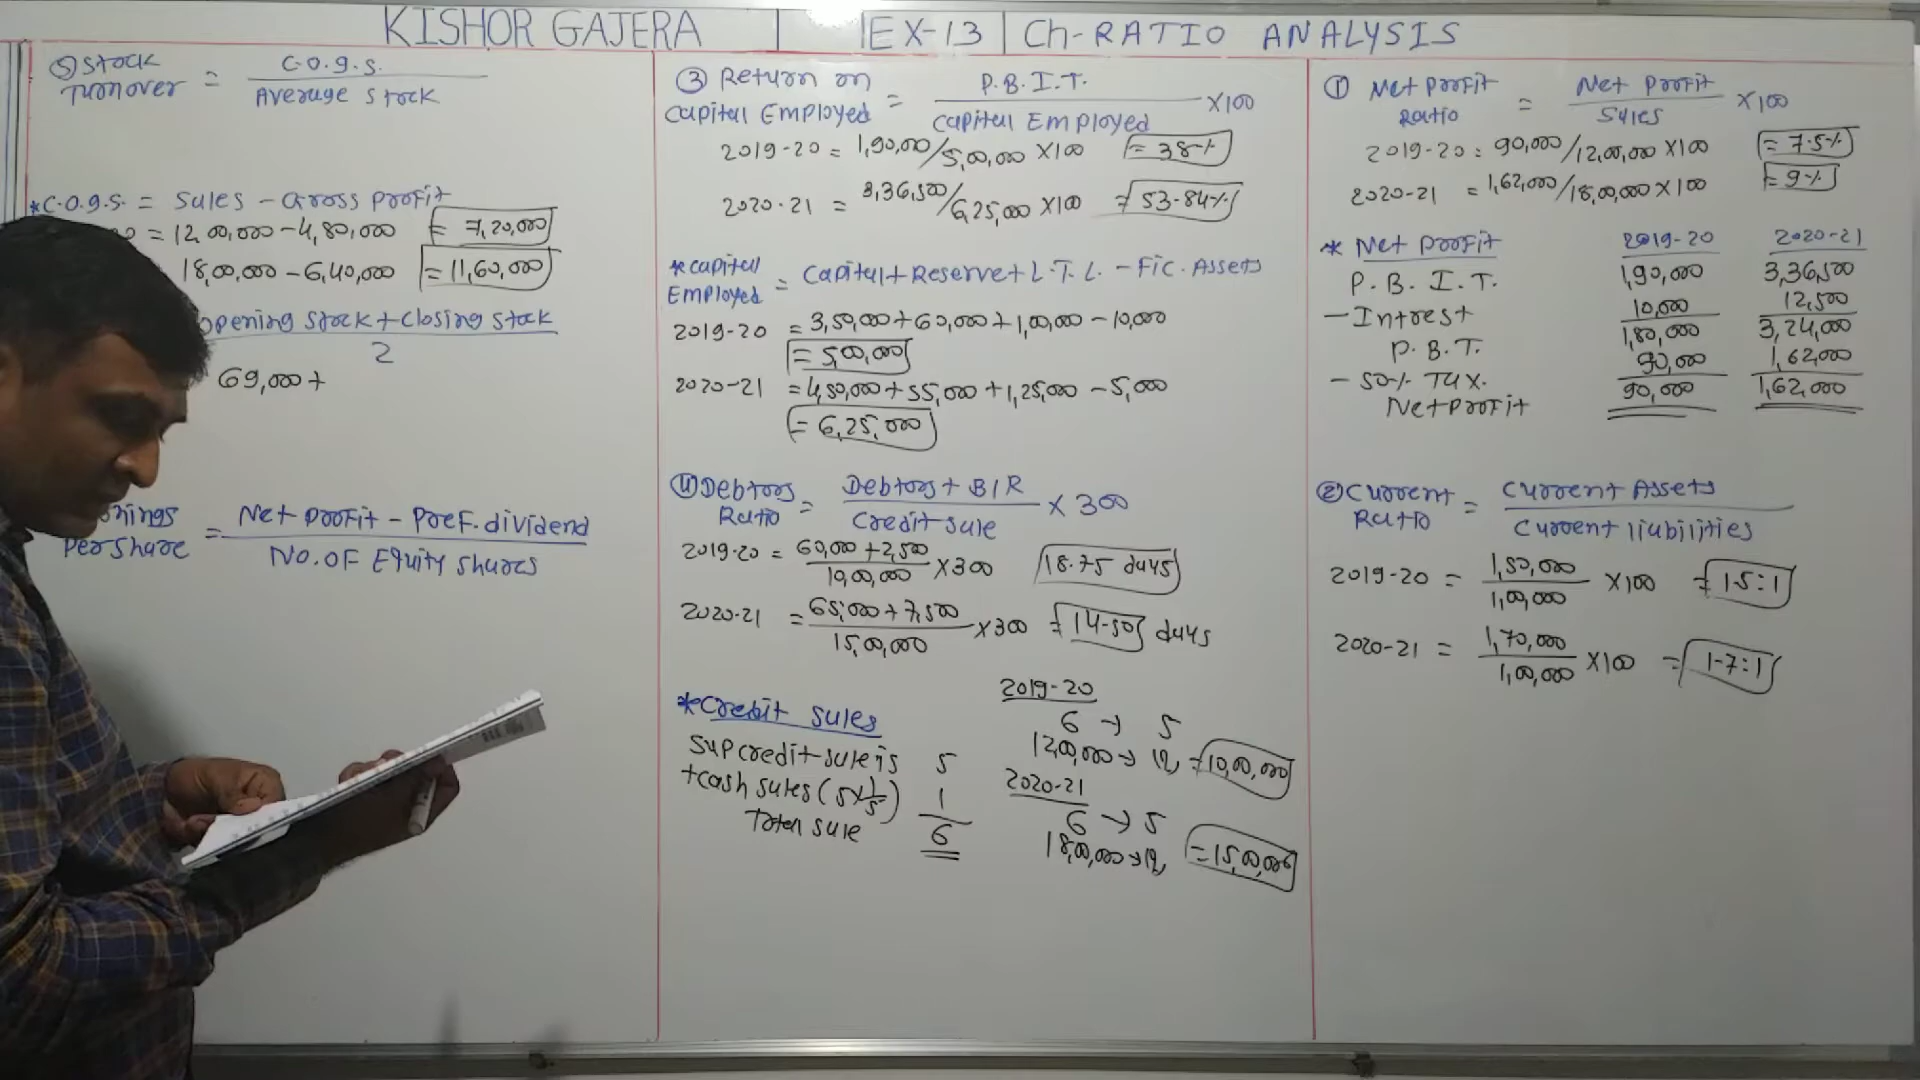 KISHOR GAJERA | EX-13 | Ch-RATIO ANALYSIS
⑤ Stock Turnover = C.O.G.S. / Average Stock
*C.O.G.S. = Sales - Gross Profit
= 12,00,000 - 4,80,000 = 7,20,000
18,00,000 - 6,40,000 = 11,60,000
opening stock + closing stock
2
69,000 +
Per share = Net Profit - Pref. dividend / No. OF Equity shares
③ Return on Capital Employed = P.B.I.T. / Capital Employed × 100
2019-20 = 1,90,000 / 5,00,000 × 100 = 38%
2020-21 = 3,36,500 / 6,25,000 × 100 = 53.84%
*Capital Employed = Capital + Reserve + L.T.L. - Fic. Assets
2019-20 = 3,50,000 + 60,000 + 1,00,000 - 10,000
= 5,00,000
2020-21 = 4,50,000 + 55,000 + 1,25,000 - 5,000
= 6,25,000
④ Debtors Ratio = Debtors + B/R / Credit sale × 300
2019-20 = 60,000 + 2,500 / 10,00,000 × 300 18.75 days
2020-21 = 65,000 + 7,500 / 15,00,000 × 300 = 14.50 days
*Credit sales
Sup credit sale is 5
+ cash sales (5×1/5) 1
Total sale 6
2019-20
6 → 5
12,00,000 → (?) = 10,00,000
2020-21
6 → 5
18,00,000 → (?) = 15,00,000
① Net Profit Ratio = Net Profit / Sales × 100
2019-20 = 90,000 / 12,00,000 × 100 = 7.5%
2020-21 = 1,62,000 / 18,00,000 × 100 = 9%
* Net Profit 2019-20 2020-21
P.B.I.T. 1,90,000 3,36,500
- Intrest 10,000 12,500
P.B.T. 1,80,000 3,24,000
- 50% Tax. 90,000 1,62,000
Net Profit 90,000 1,62,000
② Current Ratio = Current Assets / Current liabilities
2019-20 = 1,50,000 / 1,00,000 × 100 = 1.5:1
2020-21 = 1,70,000 / 1,00,000 × 100 = 1.7:1